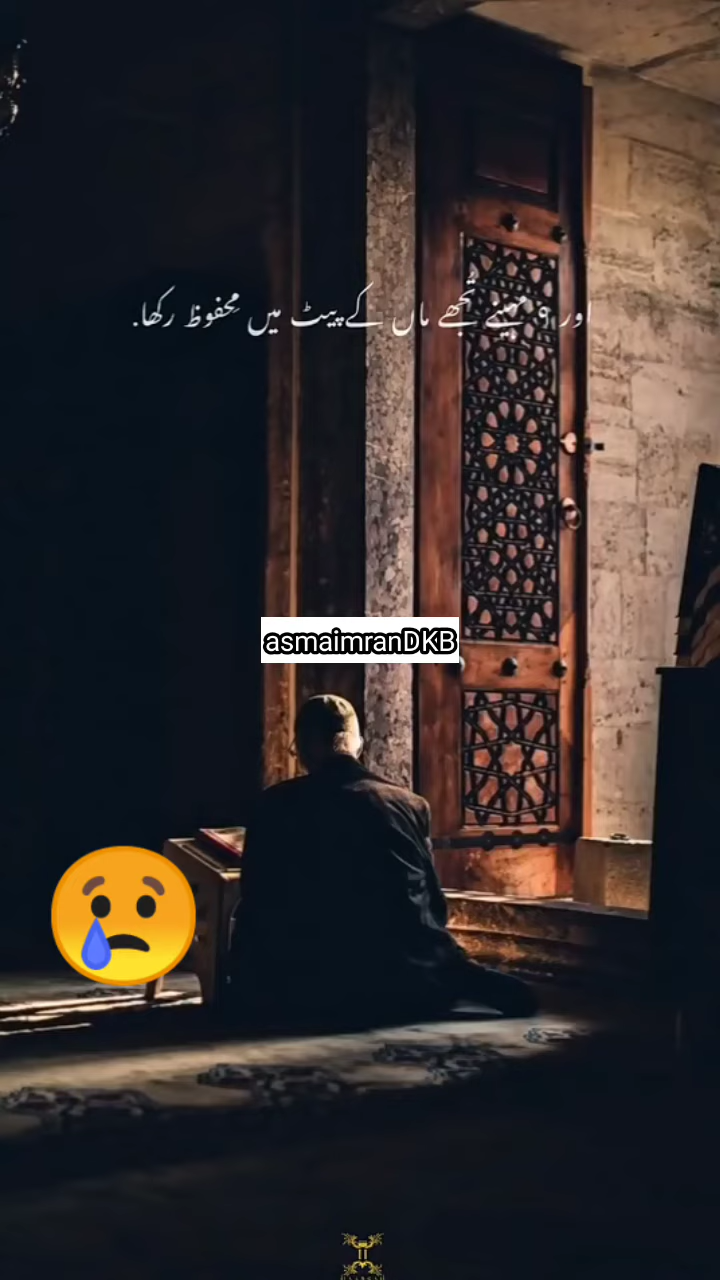 اور ۹ مہینے تُجھے ماں کے پیٹ میں محفوظ رکھا.
asmaimranDKB